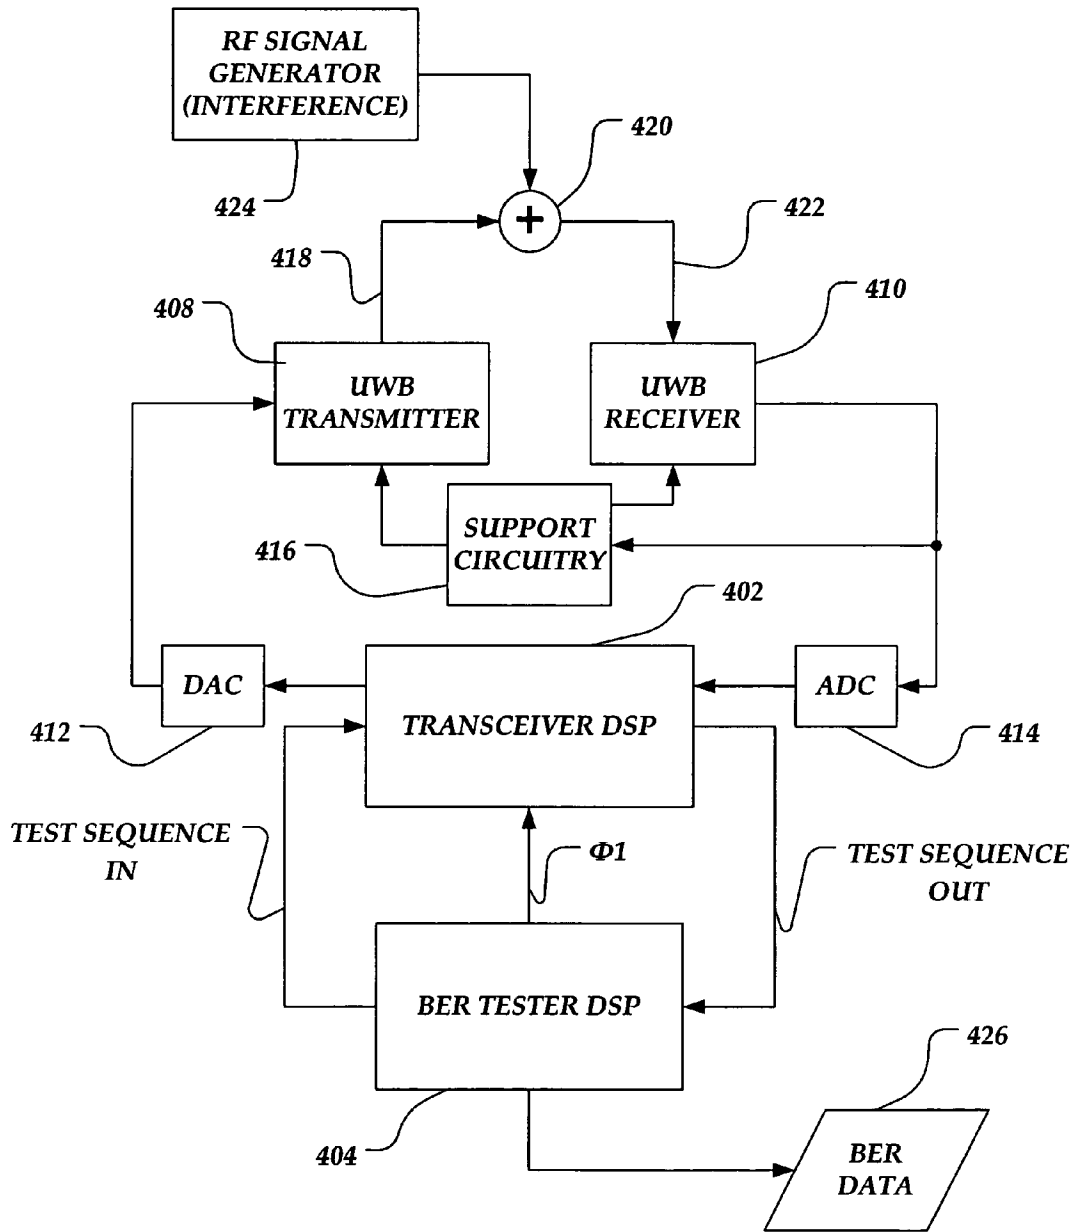 RF SIGNAL
GENERATOR
(INTERFERENCE)
424
420
+
418
422
408
410
UWB
TRANSMITTER
UWB
RECEIVER
SUPPORT
CIRCUITRY
416
402
DAC
TRANSCEIVER DSP
ADC
412
414
TEST SEQUENCE
IN
Φ1
TEST SEQUENCE
OUT
BER TESTER DSP
404
426
BER
DATA